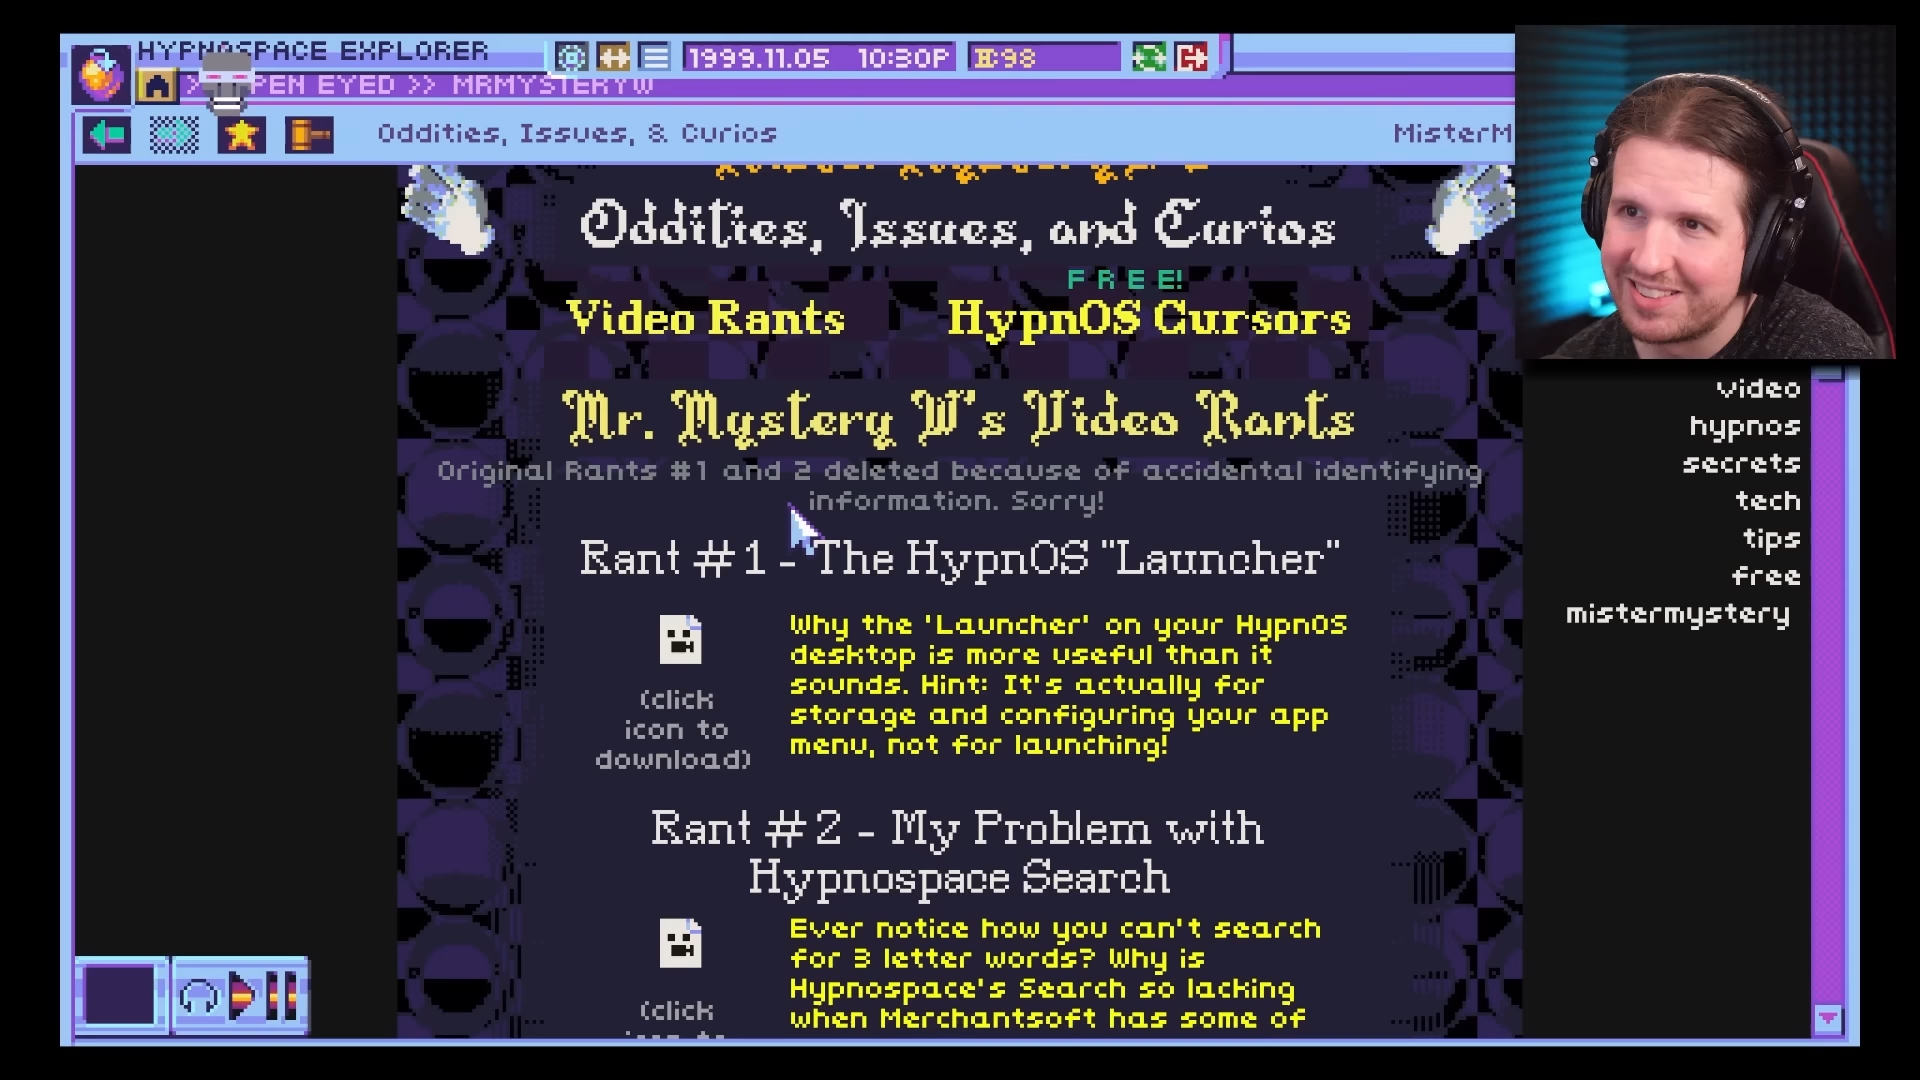 HYPNOSPACE EXPLORER
1999.11.05 10:30P
98
PEN EYED >> MRMYSTERYW
Oddities, Issues, & Curios
MisterM
Oddities, Issues, and Curios
FREE!
Video Rants HypnOS Cursors
Mr. Mystery W's Video Rants
Original Rants #1 and 2 deleted because of accidental identifying
information. Sorry!
Rant #1 - The HypnOS "Launcher"
(click
icon to
download)
Why the 'Launcher' on your HypnOS
desktop is more useful than it
sounds. Hint: It's actually for
storage and configuring your app
menu, not for launching!
Rant #2 - My Problem with
Hypnospace Search
(click
Ever notice how you can't search
for 3 letter words? Why is
Hypnospace's Search so lacking
when Merchantsoft has some of
video
hypnos
secrets
tech
tips
free
mistermystery